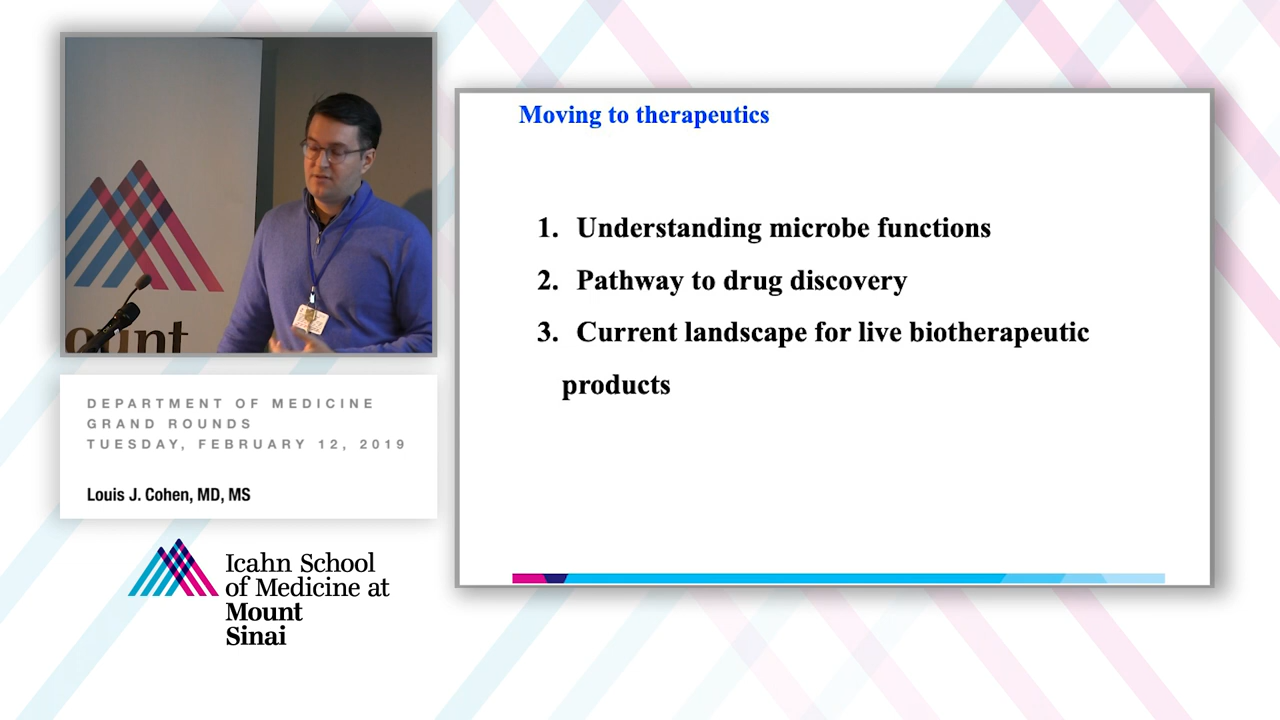 ount
DEPARTMENT OF MEDICINE
GRAND ROUNDS
TUESDAY, FEBRUARY 12, 2019
Louis J. Cohen, MD, MS
Icahn School
of Medicine at
Mount
Sinai
Moving to therapeutics
1. Understanding microbe functions
2. Pathway to drug discovery
3. Current landscape for live biotherapeutic
products